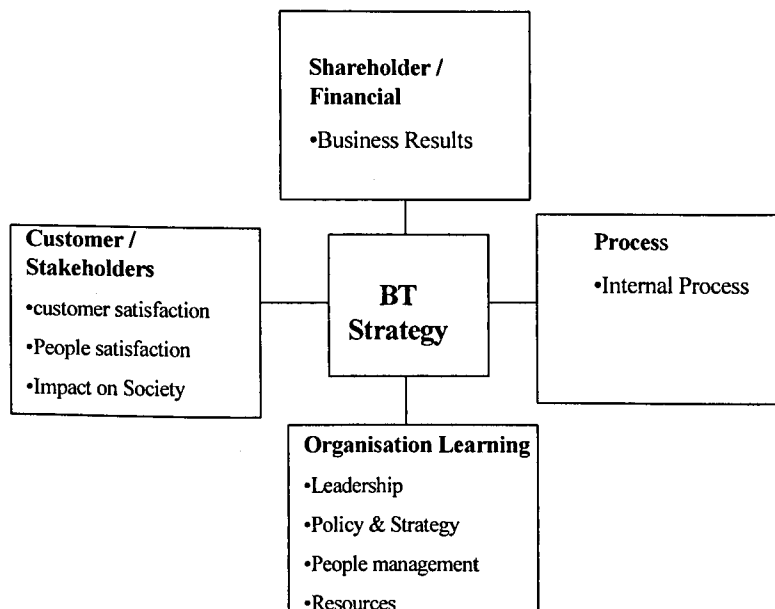 Shareholder /
Financial
•Business Results
Customer /
Stakeholders
•customer satisfaction
•People satisfaction
•Impact on Society
BT
Strategy
Process
•Internal Process
Organisation Learning
•Leadership
•Policy & Strategy
•People management
•Resources